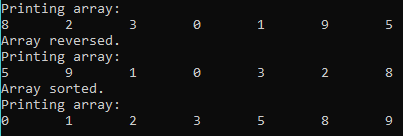 Printing array:
8 2 3 0 1 9 5
Array reversed.
Printing array:
5 9 1 0 3 2 8
Array sorted.
Printing array:
0 1 2 3 5 8 9